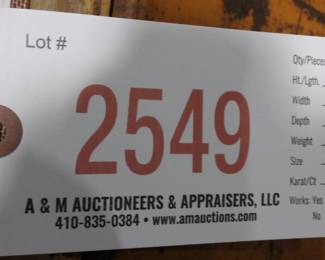 Lot #
2549
A & M AUCTIONEERS & APPRAISERS, LLC
410-835-0384 • www.amauctions.com
Qty/Pieces
Ht./Lgth.
Width
Depth
Weight
Size
Karat/Ct
Works: Yes
No